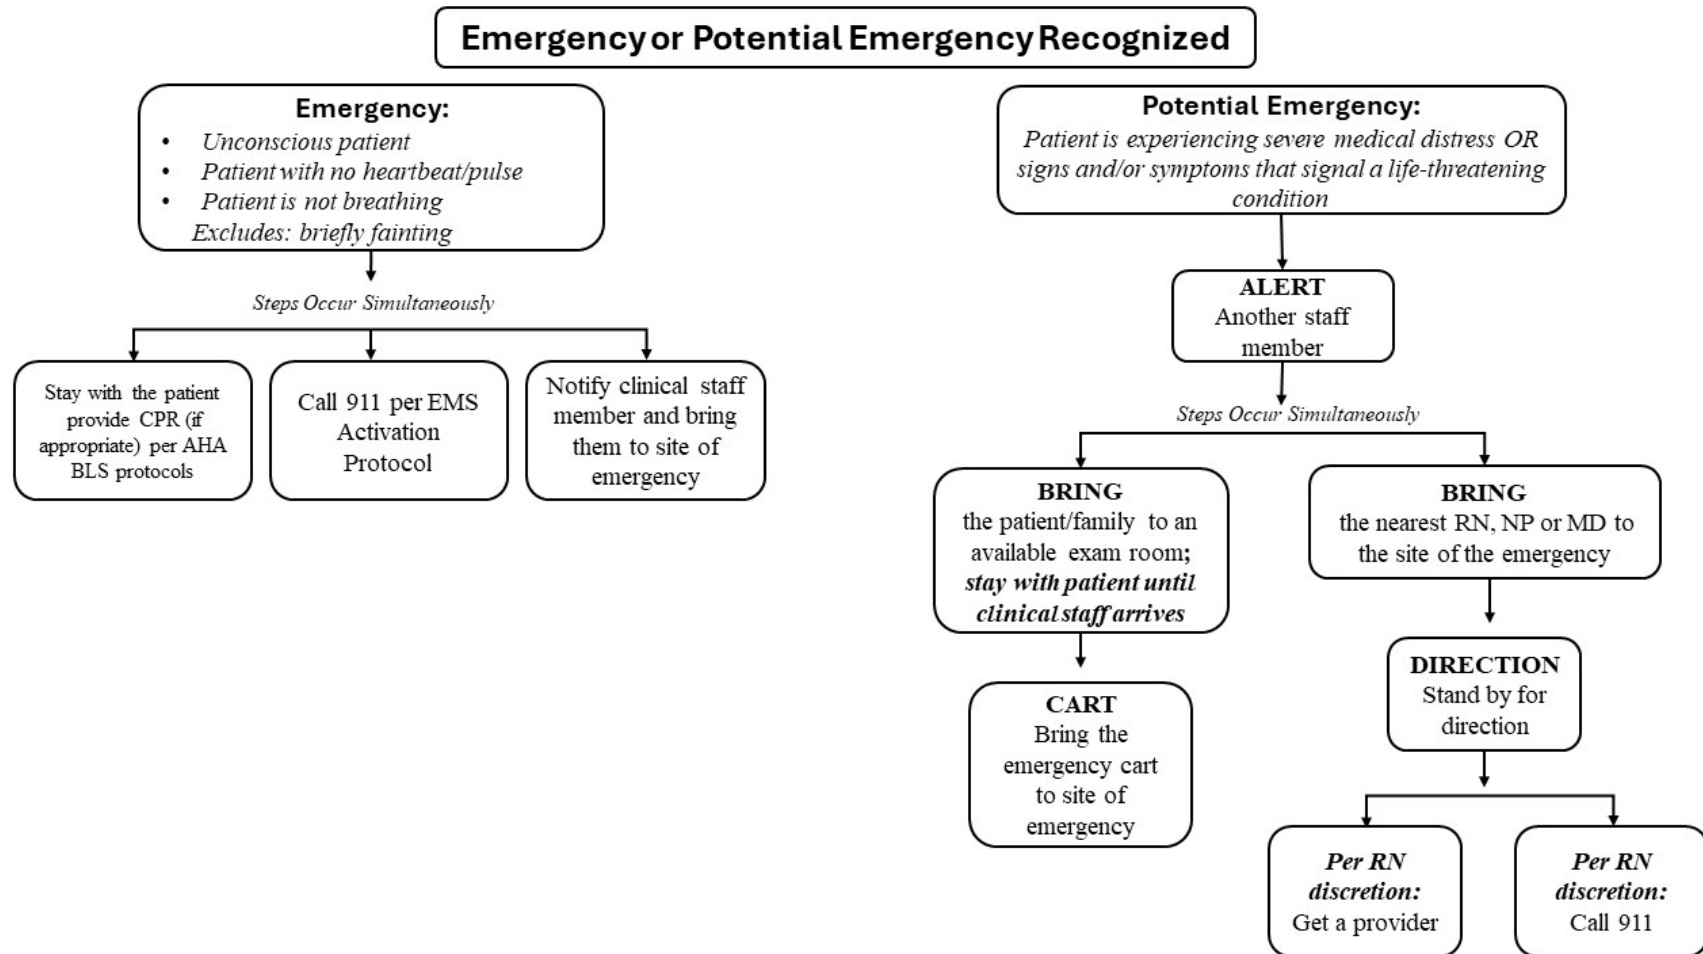 Emergency or Potential Emergency Recognized
Emergency:
• Unconscious patient
• Patient with no heartbeat/pulse
• Patient is not breathing
Excludes: briefly fainting
Steps Occur Simultaneously
Stay with the patient
provide CPR (if
appropriate) per AHA
BLS protocols
Call 911 per EMS
Activation
Protocol
Notify clinical staff
member and bring
them to site of
emergency
Potential Emergency:
Patient is experiencing severe medical distress OR
signs and/or symptoms that signal a life-threatening
condition
ALERT
Another staff
member
Steps Occur Simultaneously
BRING
the patient/family to an
available exam room;
stay with patient until
clinical staff arrives
CART
Bring the
emergency cart
to site of
emergency
BRING
the nearest RN, NP or MD to
the site of the emergency
DIRECTION
Stand by for
direction
Per RN
discretion:
Get a provider
Per RN
discretion:
Call 911